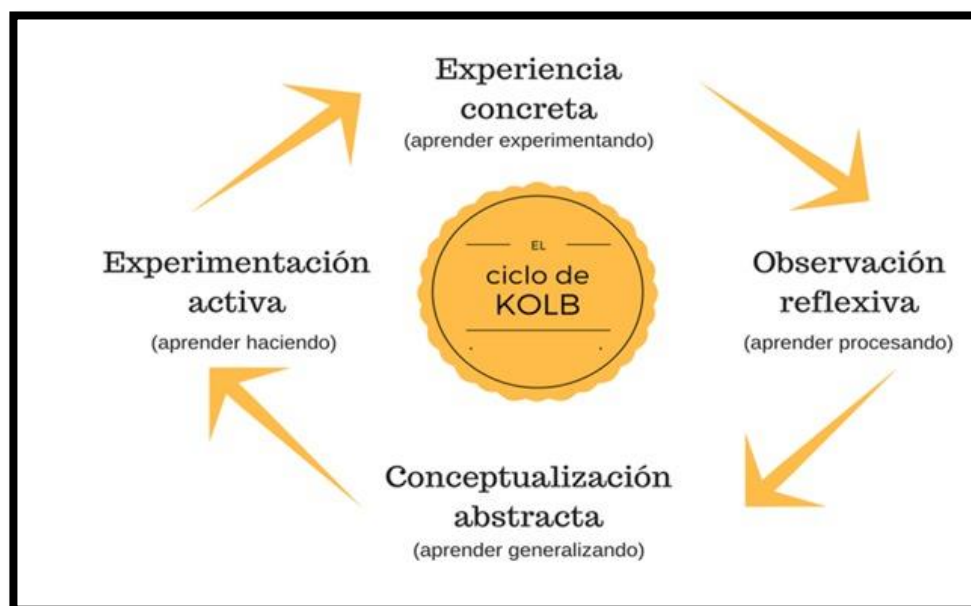 Experiencia
concreta
(aprender experimentando)
Experimentación
activa
(aprender haciendo)
EL
ciclo de
KOLB
Observación
reflexiva
(aprender procesando)
Conceptualización
abstracta
(aprender generalizando)